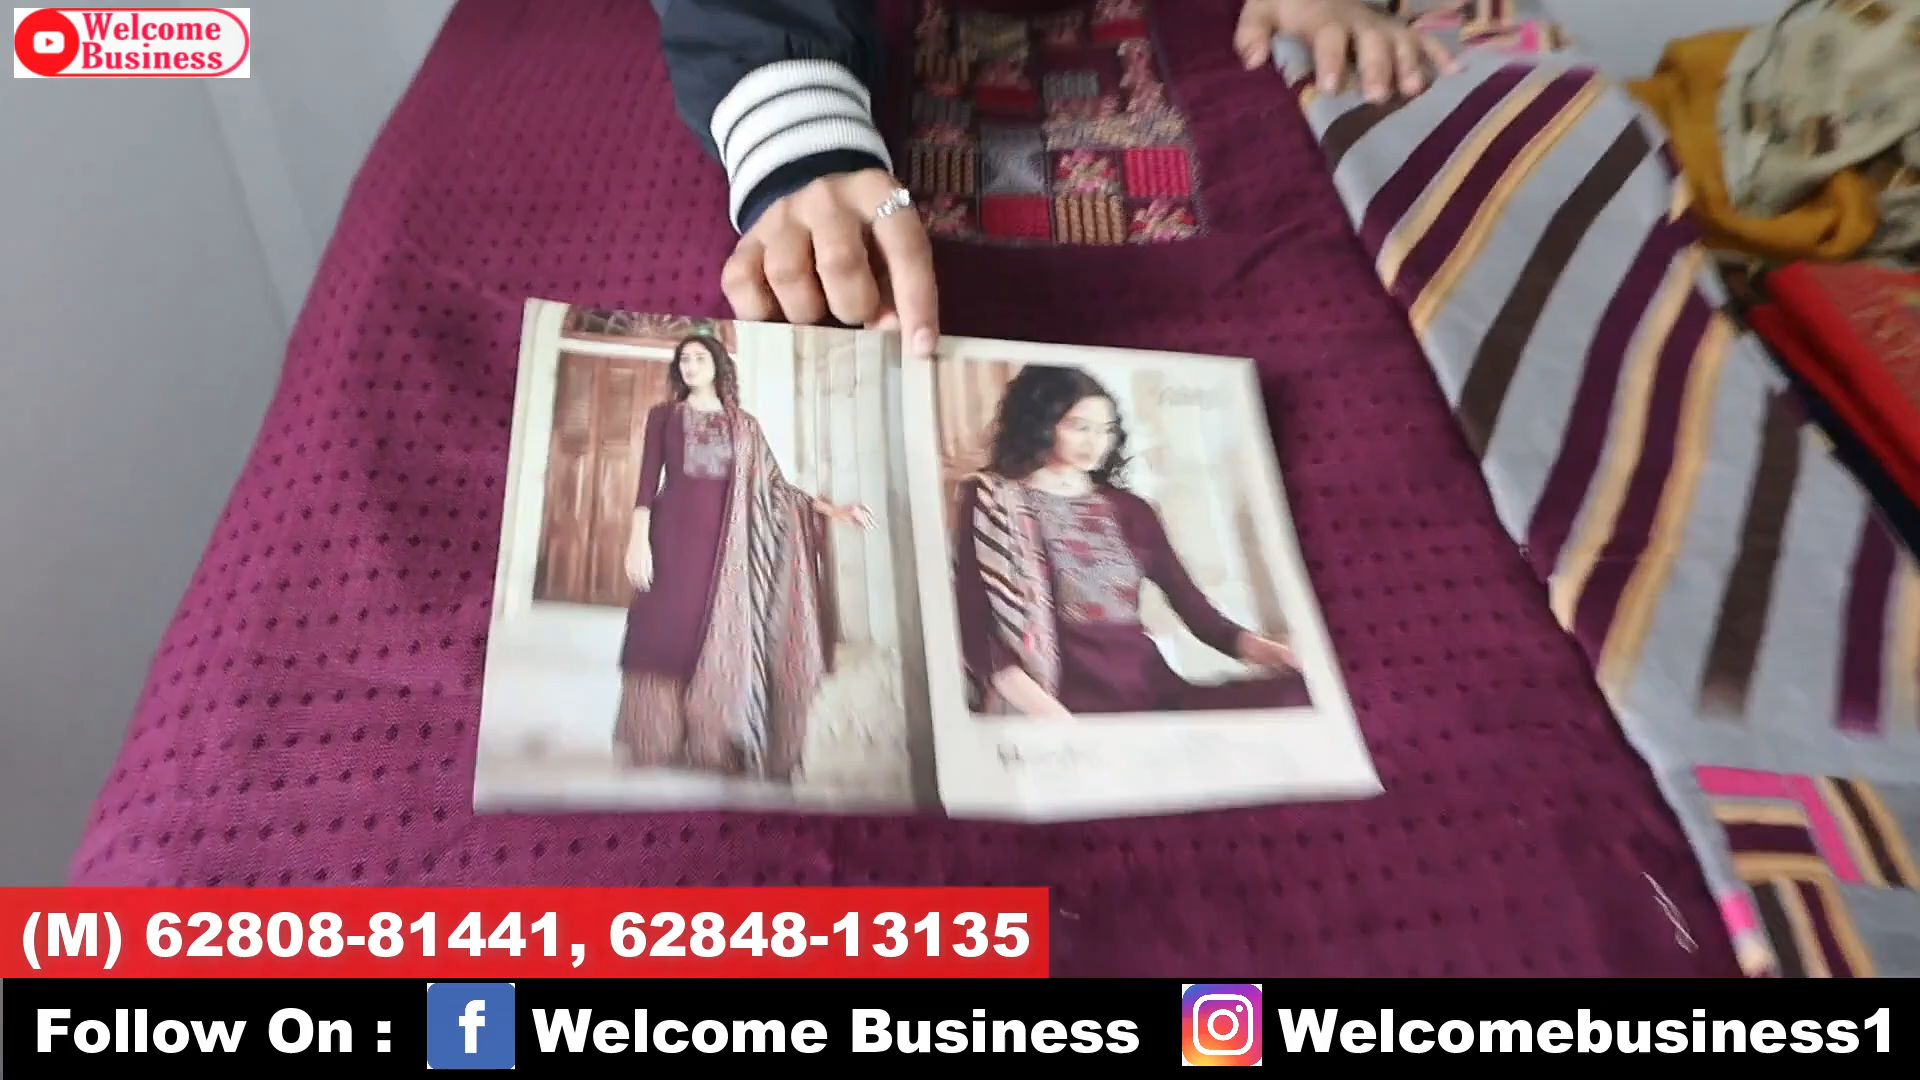 Welcome
Business
(M) 62808-81441, 62848-13135
Follow On : f Welcome Business Welcomebusiness1